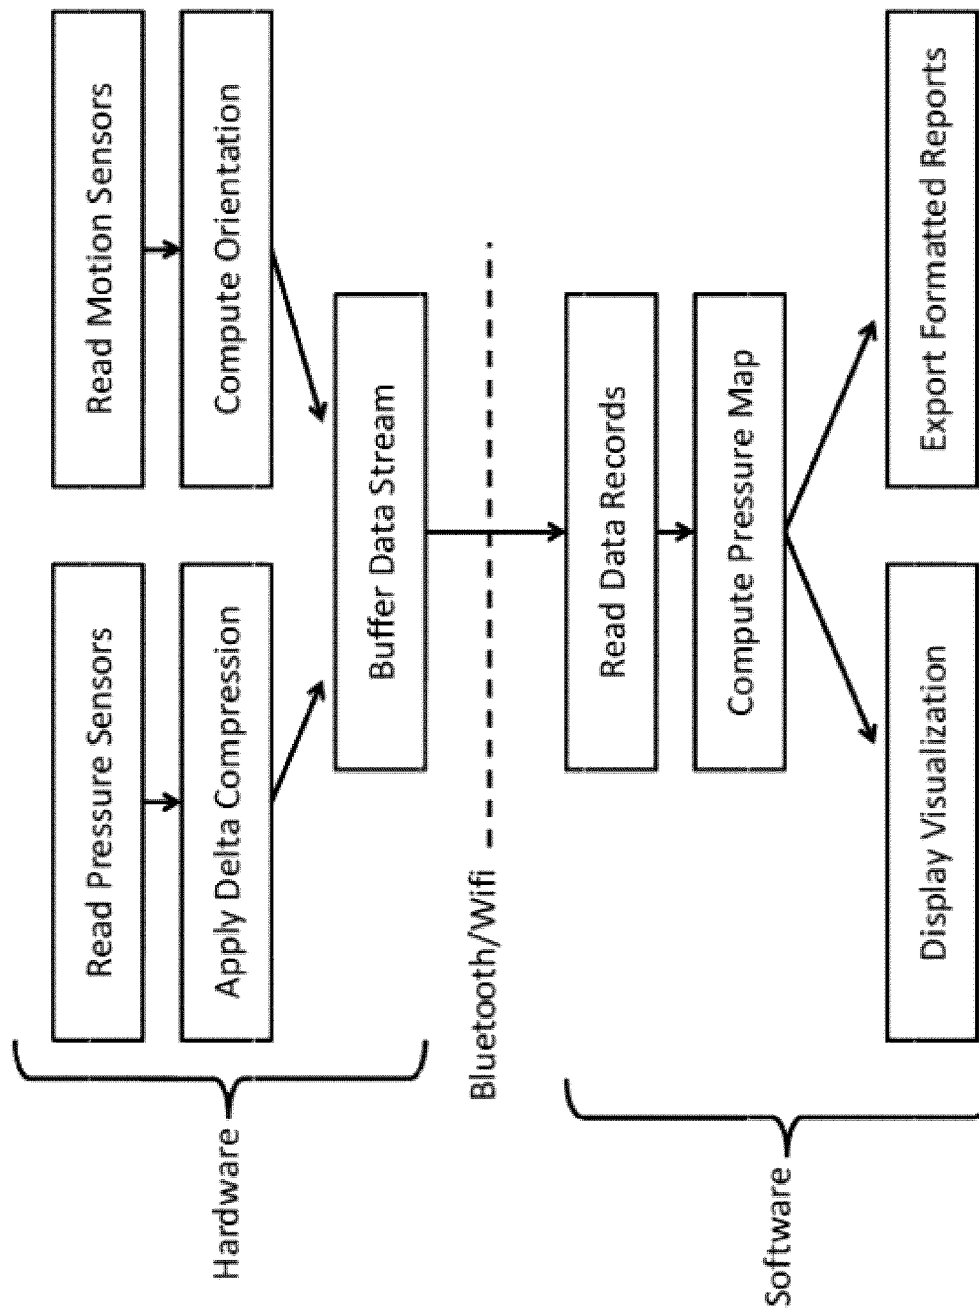 Read Pressure Sensors
Read Motion Sensors
Apply Delta Compression
Compute Orientation
Hardware
Buffer Data Stream
Bluetooth/Wifi
Read Data Records
Compute Pressure Map
Software
Display Visualization
Export Formatted Reports